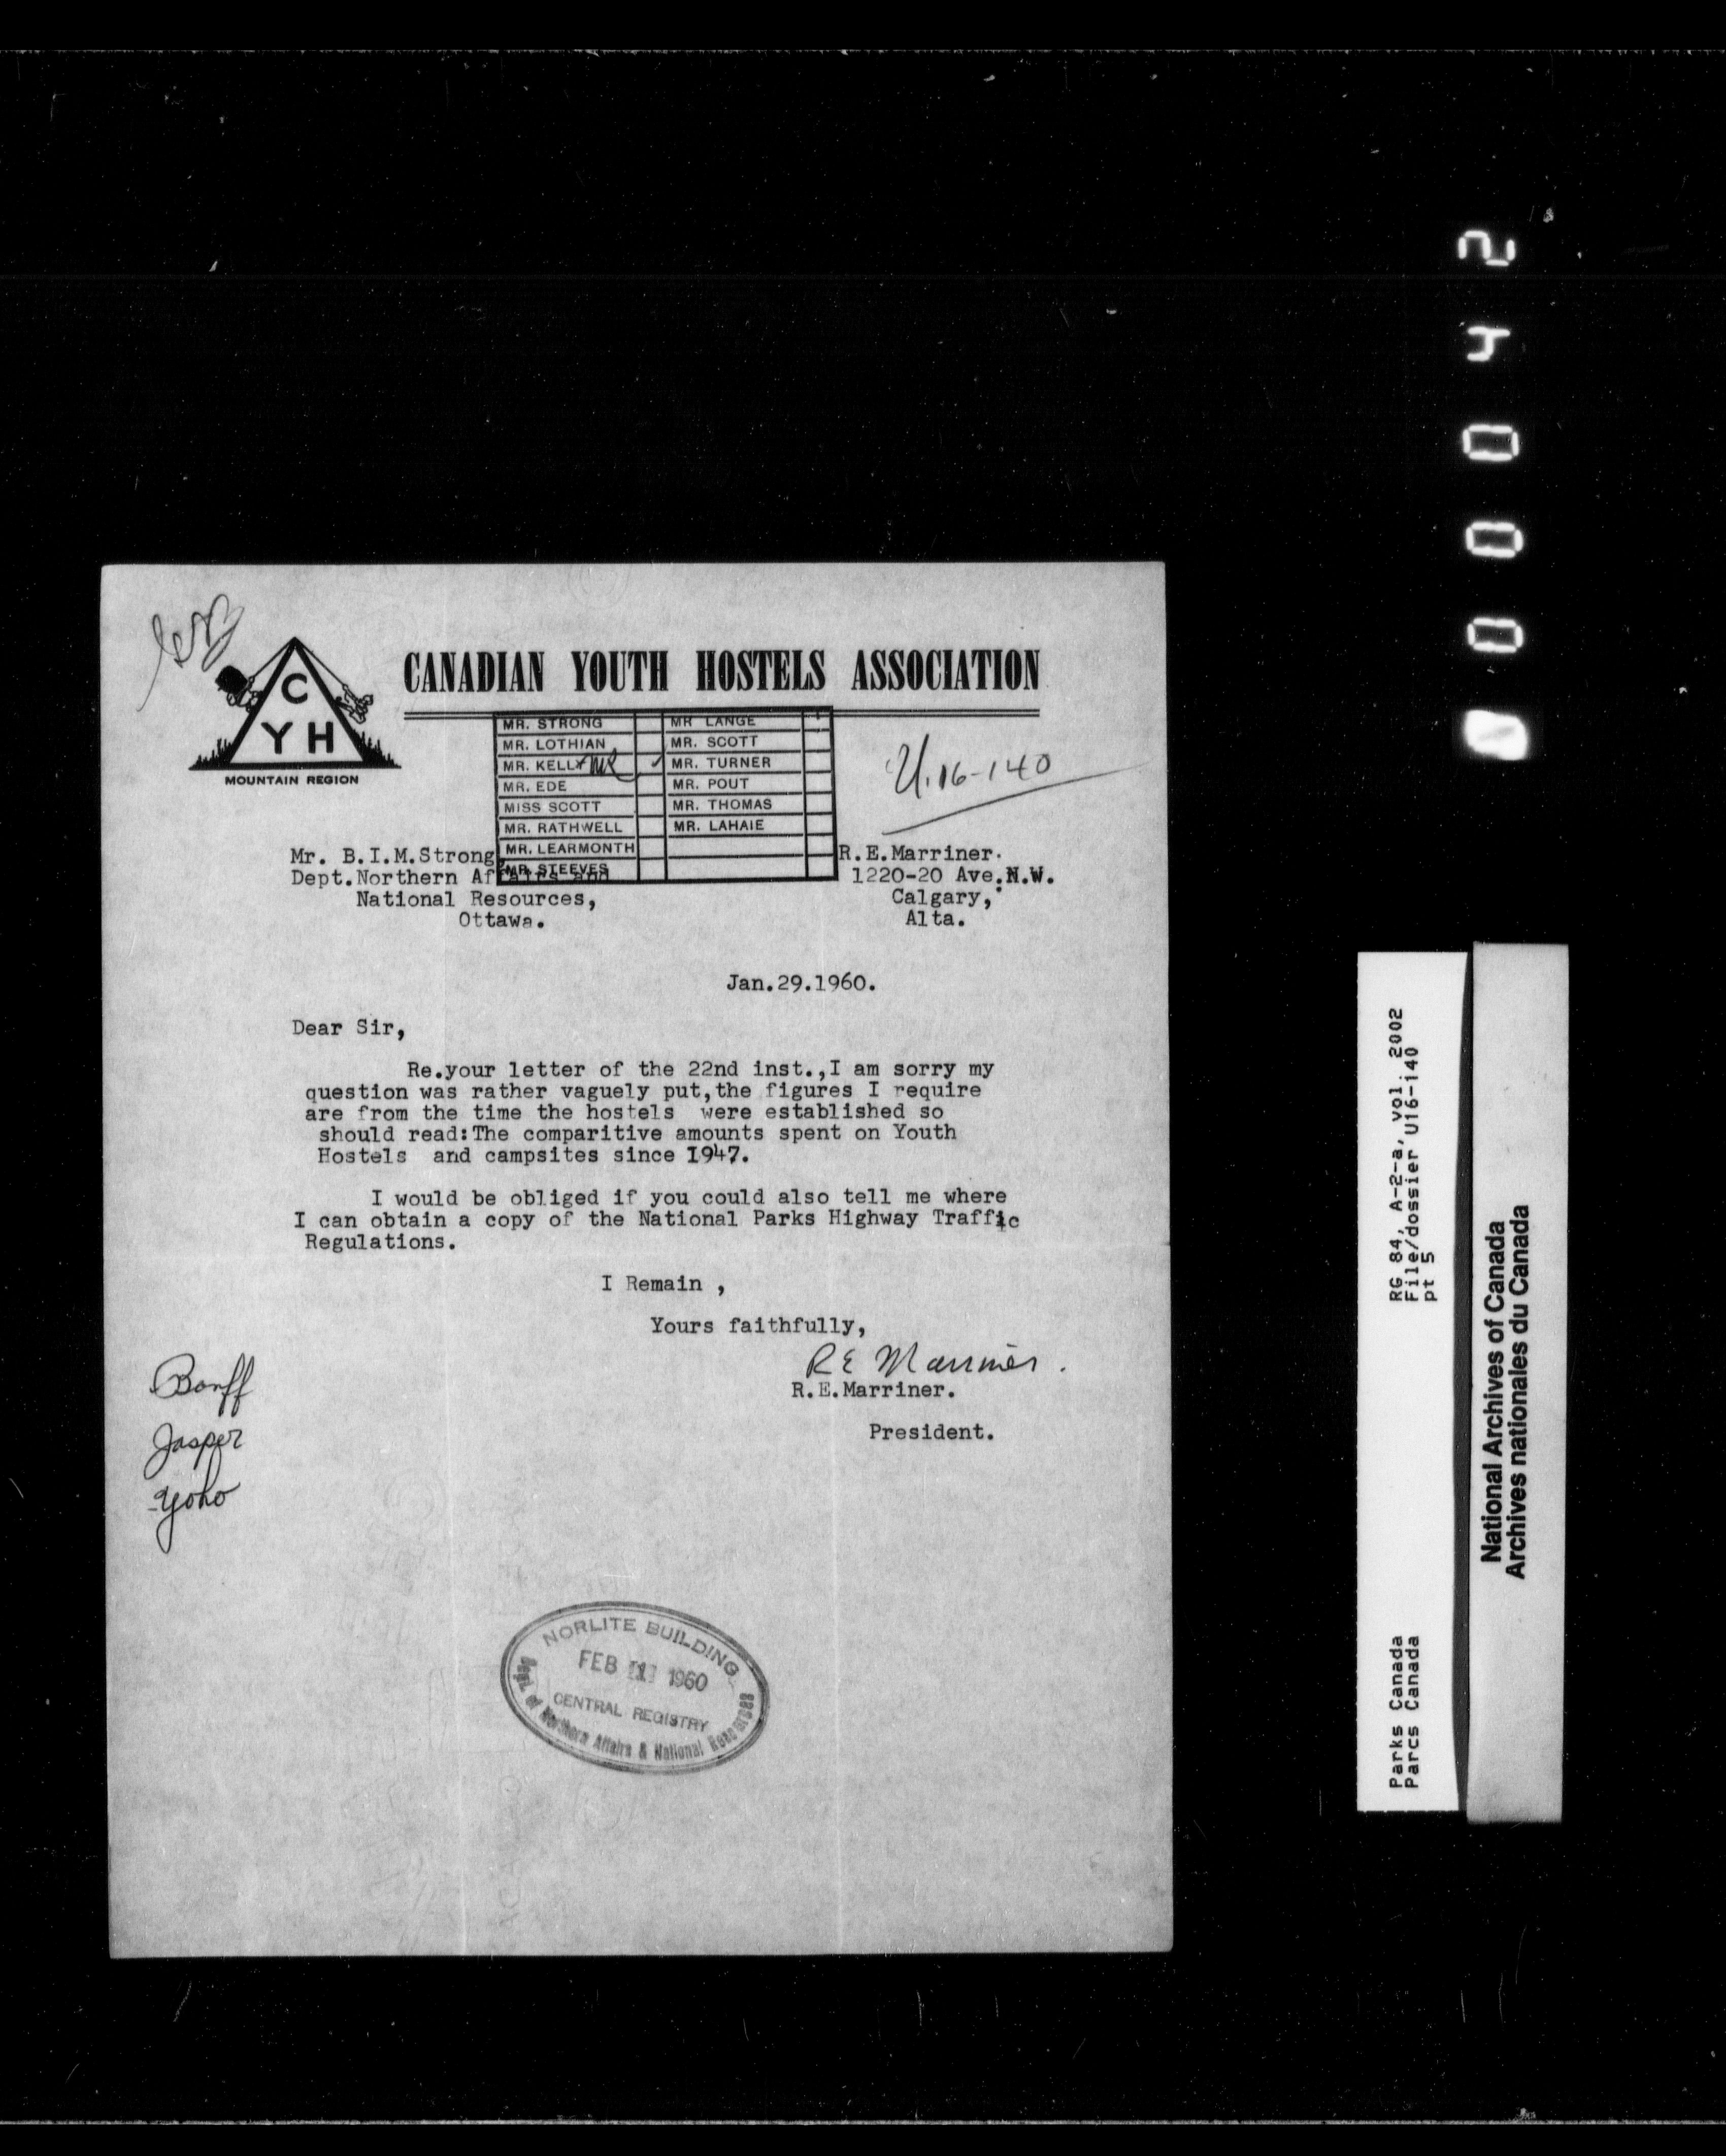 CANADIAN YOUTH HOSTELS ASSOCIATION
C
Y H
MOUNTAIN REGION
MR. STRONG MR LANGE
MR. LOTHIAN MR. SCOTT
MR. KELLY MR. TURNER
MR. EDE MR. POUT
MISS SCOTT MR. THOMAS
MR. RATHWELL MR. LAHAIE
MR. LEARMONTH
MR. STEEVES
U.16-140
Mr. B.I.M.Strong,
Dept.Northern Affairs and
National Resources,
Ottawa.
R.E.Marriner.
1220-20 Ave.N.W.
Calgary,
Alta.
Jan.29.1960.
Dear Sir,
Re.your letter of the 22nd inst.,I am sorry my
question was rather vaguely put,the figures I require
are from the time the hostels were established so
should read:The comparitive amounts spent on Youth
Hostels and campsites since 1947.
I would be obliged if you could also tell me where
I can obtain a copy of the National Parks Highway Traffic
Regulations.
I Remain ,
Yours faithfully,
R E Marriner.
R.E.Marriner.
President.
Banff
Jasper
Yoho
NORLITE BUILDING
FEB 1 1960
CENTRAL REGISTRY
Dept. of Northern Affairs & National Resources
RG 84, A-2-a, vol. 2002
File/dossier U16-140
pt 5
Parks Canada
Parcs Canada
National Archives of Canada
Archives nationales du Canada